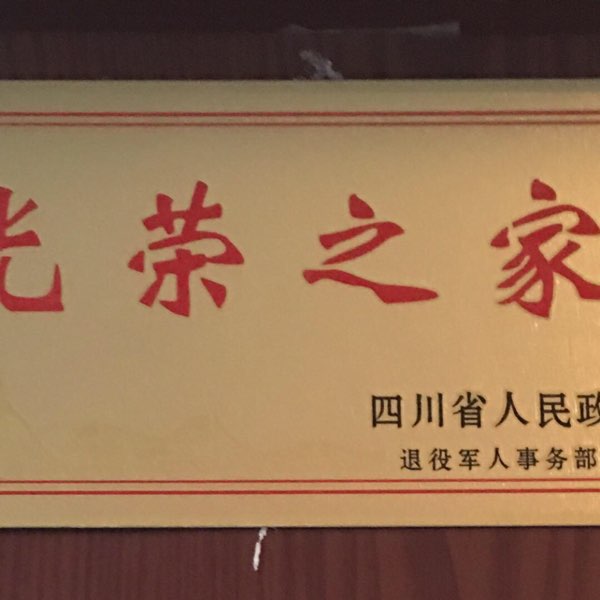 光荣之家
四川省人民政
退役军人事务部